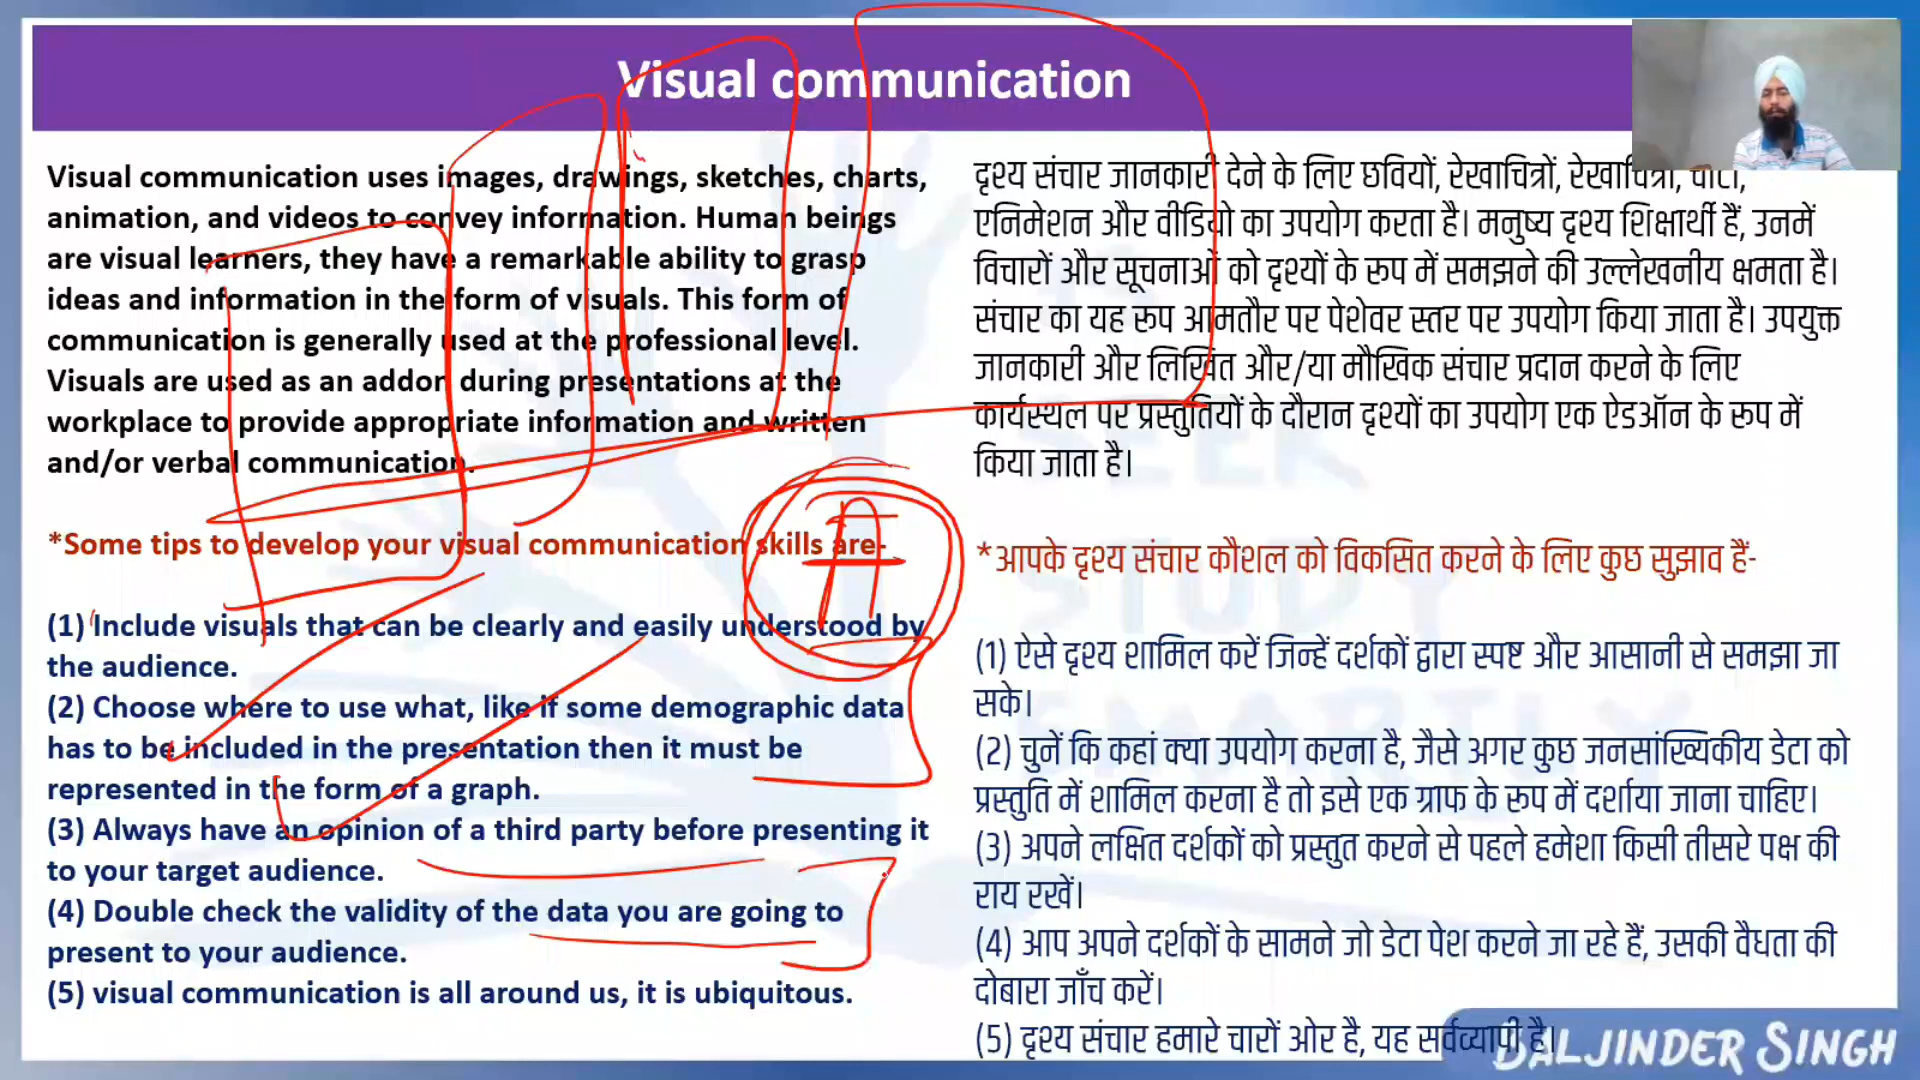 Visual communication
Visual communication uses images, drawings, sketches, charts,
animation, and videos to convey information. Human beings
are visual learners, they have a remarkable ability to grasp
ideas and information in the form of visuals. This form of
communication is generally used at the professional level.
Visuals are used as an addon during presentations at the
workplace to provide appropriate information and written
and/or verbal communication.
*Some tips to develop your visual communication skills are-
(1) Include visuals that can be clearly and easily understood by
the audience.
(2) Choose where to use what, like if some demographic data
has to be included in the presentation then it must be
represented in the form of a graph.
(3) Always have an opinion of a third party before presenting it
to your target audience.
(4) Double check the validity of the data you are going to
present to your audience.
(5) visual communication is all around us, it is ubiquitous.
दृश्य संचार जानकारी देने के लिए छवियों, रेखाचित्रों, रेखाचित्रों, चार्ट,
एनिमेशन और वीडियो का उपयोग करता है। मनुष्य दृश्य शिक्षार्थी हैं, उनमें
विचारों और सूचनाओं को दृश्यों के रूप में समझने की उल्लेखनीय क्षमता है।
संचार का यह रूप आमतौर पर पेशेवर स्तर पर उपयोग किया जाता है। उपयुक्त
जानकारी और लिखित और/या मौखिक संचार प्रदान करने के लिए
कार्यस्थल पर प्रस्तुतियों के दौरान दृश्यों का उपयोग एक ऐडऑन के रूप में
किया जाता है।
*आपके दृश्य संचार कौशल को विकसित करने के लिए कुछ सुझाव हैं-
(1) ऐसे दृश्य शामिल करें जिन्हें दर्शकों द्वारा स्पष्ट और आसानी से समझा जा
सके।
(2) चुनें कि कहां क्या उपयोग करना है, जैसे अगर कुछ जनसांख्यिकीय डेटा को
प्रस्तुति में शामिल करना है तो इसे एक ग्राफ के रूप में दर्शाया जाना चाहिए।
(3) अपने लक्षित दर्शकों को प्रस्तुत करने से पहले हमेशा किसी तीसरे पक्ष की
राय रखें।
(4) आप अपने दर्शकों के सामने जो डेटा पेश करने जा रहे हैं, उसकी वैधता की
दोबारा जाँच करें।
(5) दृश्य संचार हमारे चारों ओर है, यह सर्वव्यापी है।
SEEK
STUDY
SMARTLY
BALJINDER SINGH